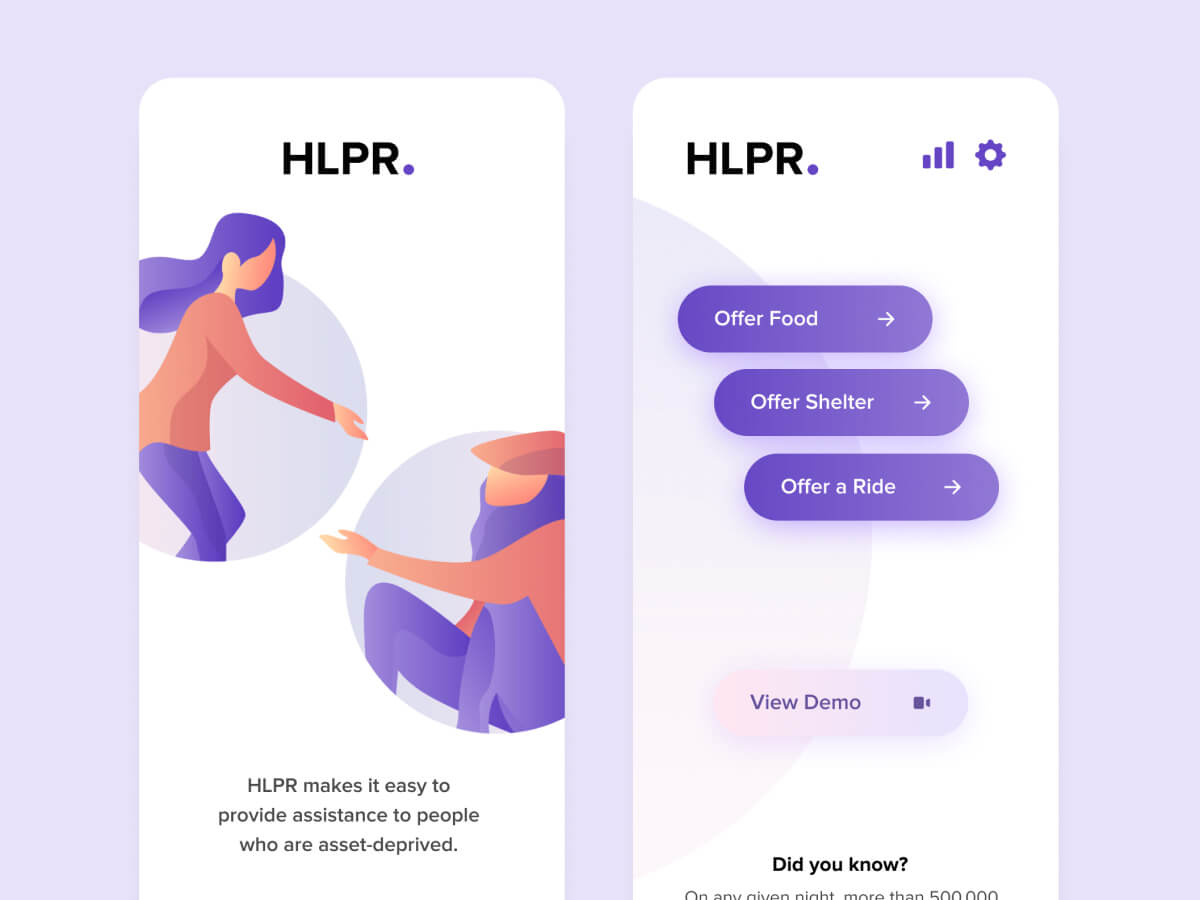 HLPR.
HLPR makes it easy to
provide assistance to people
who are asset-deprived.
HLPR.
Offer Food
Offer Shelter
Offer a Ride
View Demo
Did you know?
On any given night, more than 500,000